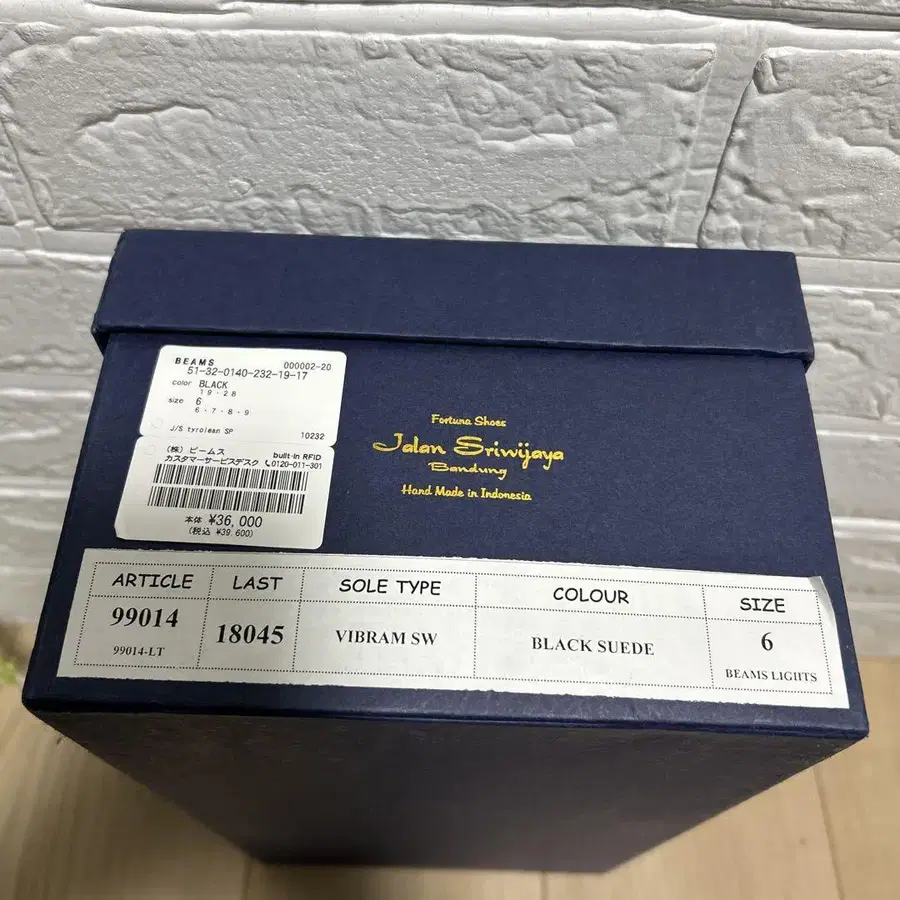 BEAMS 000002-20
51-32-0140-232-19-17
color BLACK
19・28
size 6
6・7・8・9
J/S tyrolean SP 10232
(株) ビームス built-in RFID
カスタマーサービスデスク 0120-011-301
本体 ¥36,000
(税込 ¥39,600)
Fortuna Shoes
Jalan Sriwijaya
Bandung
Hand Made in Indonesia
ARTICLE LAST SOLE TYPE COLOUR SIZE
99014 18045 VIBRAM SW BLACK SUEDE 6
99014-LT BEAMS LIGHTS